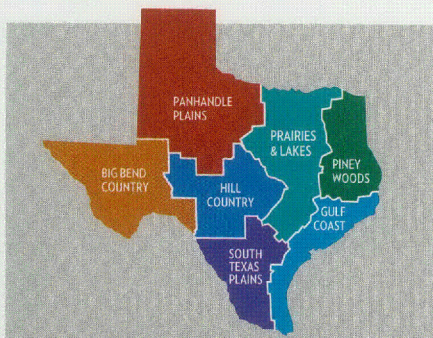 PANHANDLE
PLAINS
PRAIRIES
& LAKES
PINEY
WOODS
BIG BEND
COUNTRY
HILL
COUNTRY
GULF
COAST
SOUTH
TEXAS
PLAINS